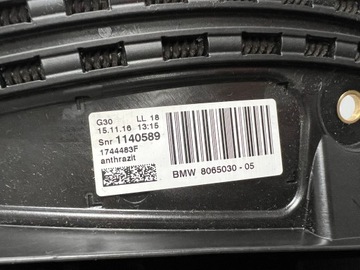 G30 LL 18
15.11.16 13:15
Snr 1140589
1744483F
anthrazit
BMW 8065030 - 05